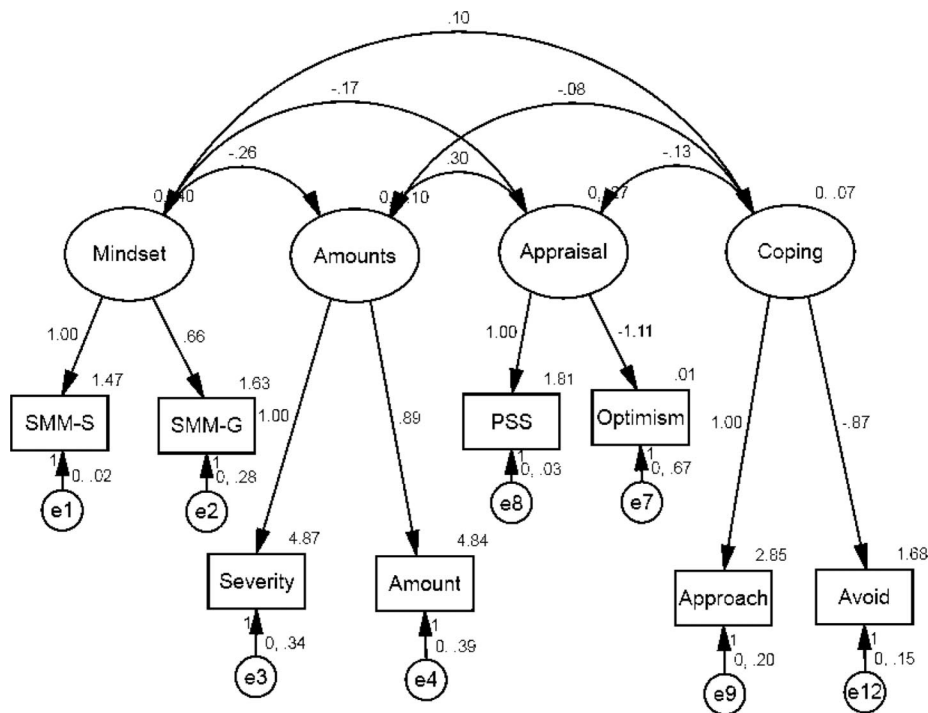 .10
-.17
-.08
-.26
.30
-.13
0, .07
Mindset
Amounts
Appraisal
Coping
1.00
.66
1.00
-1.11
1.47
1.63
1.81
.01
SMM-S
SMM-G
1.00
.89
PSS
Optimism
1.00
-.87
1
0, .02
1
0, .28
1
0, .03
1
0, .67
e1
e2
e8
e7
4.87
4.84
2.85
1.68
Severity
Amount
Approach
Avoid
1
0, .34
1
0, .39
1
0, .20
1
0, .15
e3
e4
e9
e12